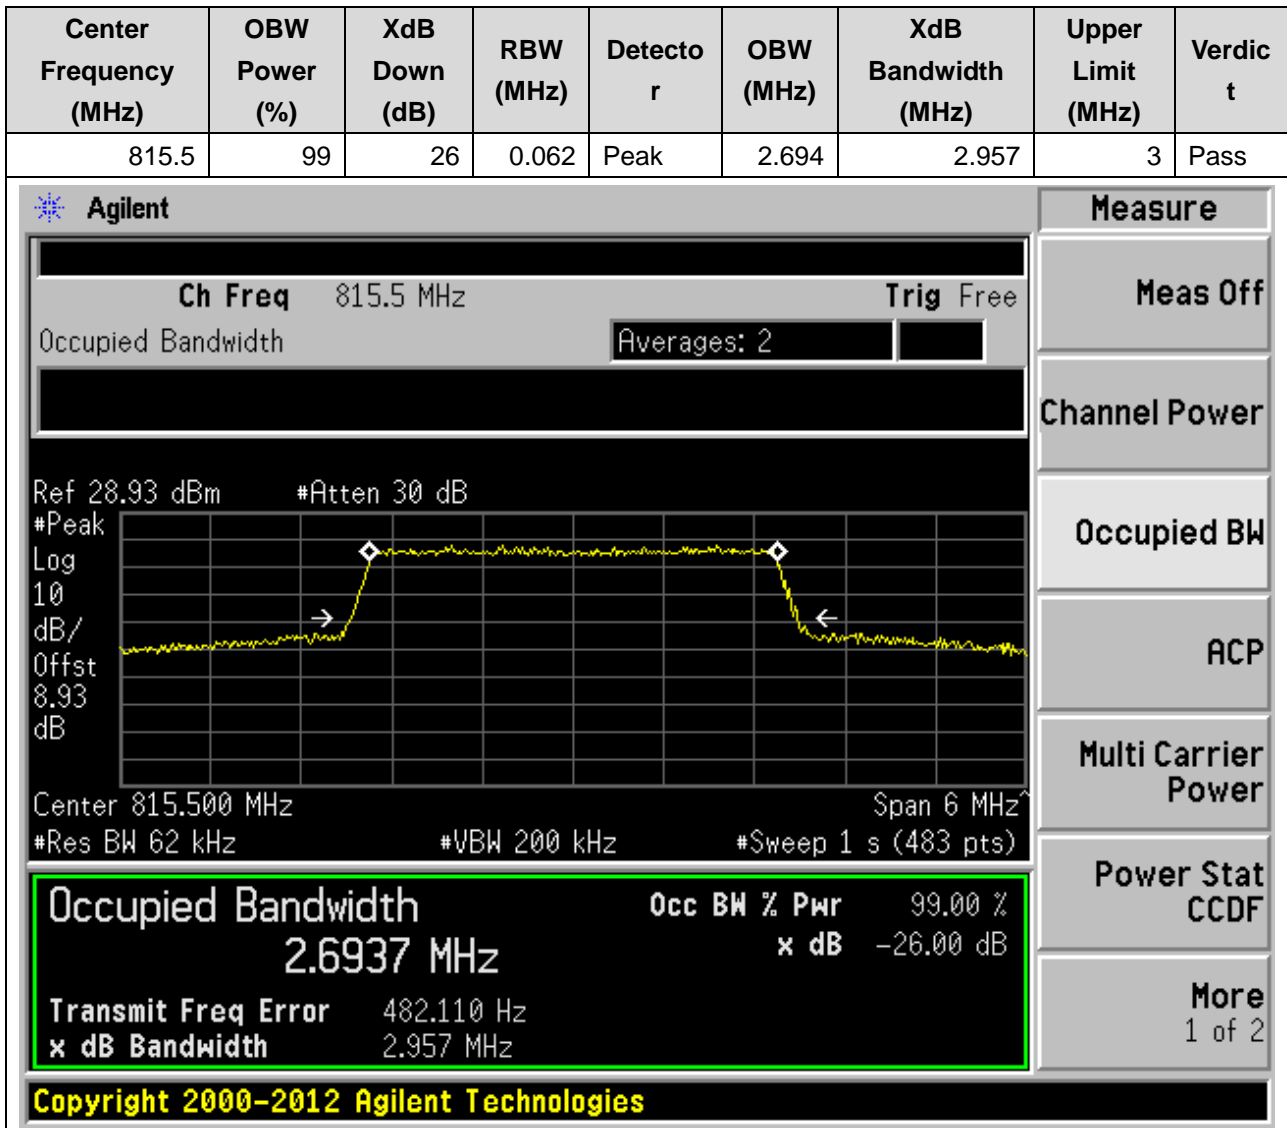 Center Frequency (MHz) OBW Power (%) XdB Down (dB) RBW (MHz) Detector OBW (MHz) XdB Bandwidth (MHz) Upper Limit (MHz) Verdict
815.5 99 26 0.062 Peak 2.694 2.957 3 Pass
Agilent
Measure
Ch Freq 815.5 MHz Trig Free
Meas Off
Occupied Bandwidth Averages: 2
Channel Power
Ref 28.93 dBm #Atten 30 dB
#Peak
Log
10
dB/
Offst
8.93
dB
Occupied BW
ACP
Multi Carrier
Power
Center 815.500 MHz Span 6 MHz^
#Res BW 62 kHz #VBW 200 kHz #Sweep 1 s (483 pts)
Power Stat
CCDF
Occupied Bandwidth Occ BW % Pwr 99.00 %
2.6937 MHz x dB -26.00 dB
Transmit Freq Error 482.110 Hz
x dB Bandwidth 2.957 MHz
More
1 of 2
Copyright 2000-2012 Agilent Technologies